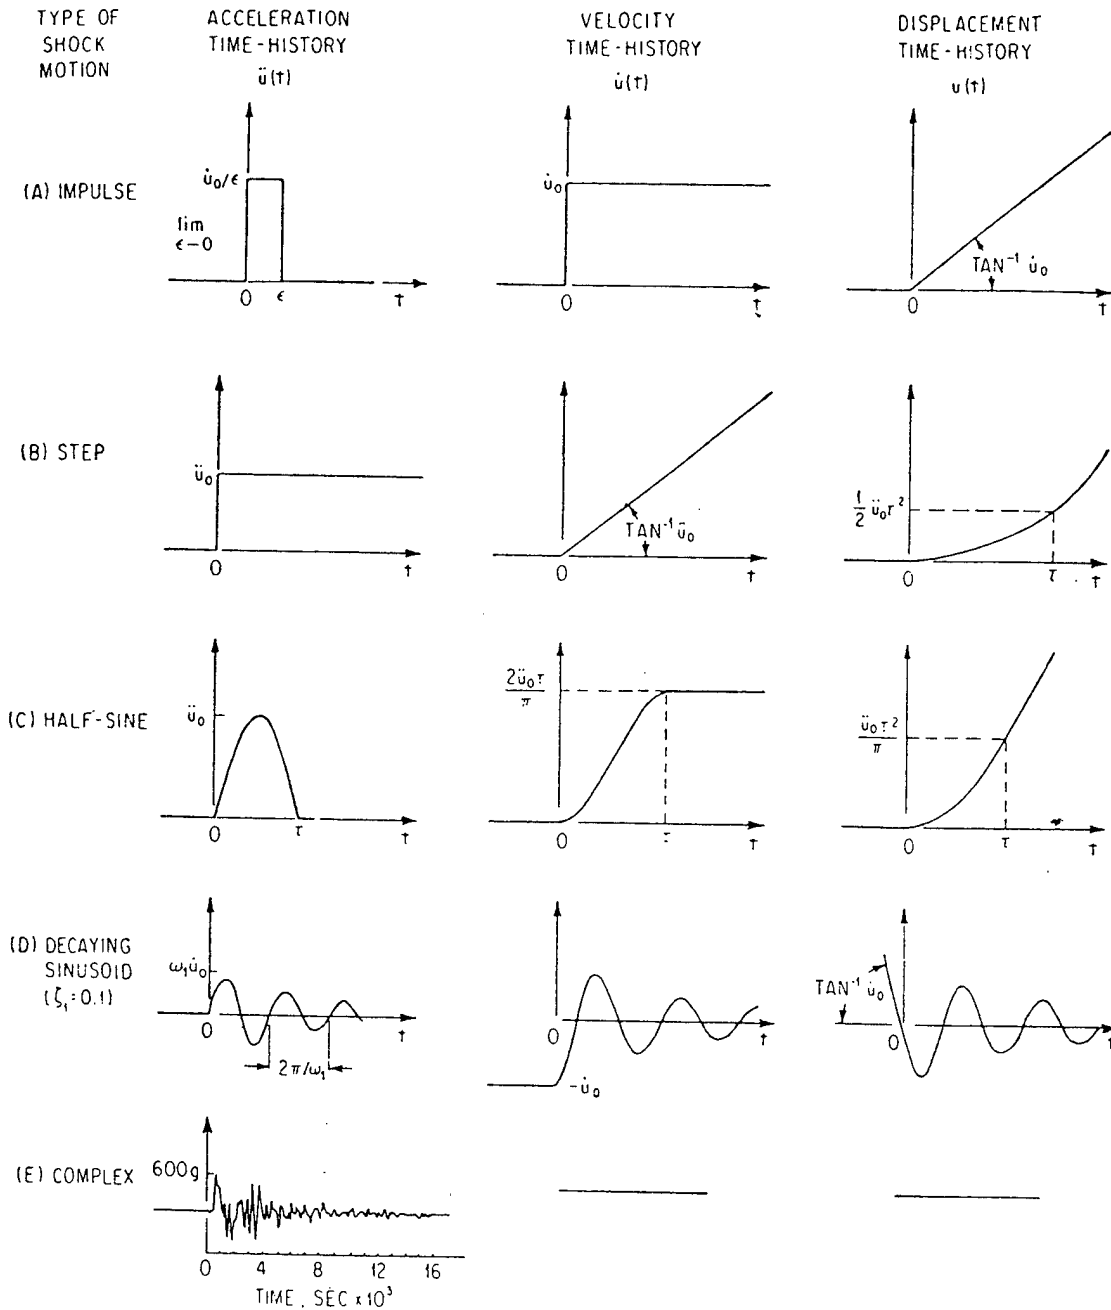 TYPE OF
SHOCK
MOTION
ACCELERATION
TIME-HISTORY
ü(t)
VELOCITY
TIME-HISTORY
u̇(t)
DISPLACEMENT
TIME-HISTORY
u(t)
(A) IMPULSE
u̇₀/ϵ
lim
ϵ→0
0
ϵ
t
u̇₀
0
t
TAN⁻¹ u̇₀
0
t
(B) STEP
ü₀
0
t
TAN⁻¹ ü₀
0
t
1/2 ü₀τ²
0
τ
t
(C) HALF-SINE
ü₀
0
τ
t
2ü₀τ/π
0
τ
t
ü₀τ²/π
0
τ
t
(D) DECAYING
SINUSOID
(ζ₁=0.1)
ω₁u̇₀
0
t
2π/ω₁
0
t
-u̇₀
TAN⁻¹ u̇₀
0
t
(E) COMPLEX
600g
0 4 8 12 16
TIME, SEC ×10³